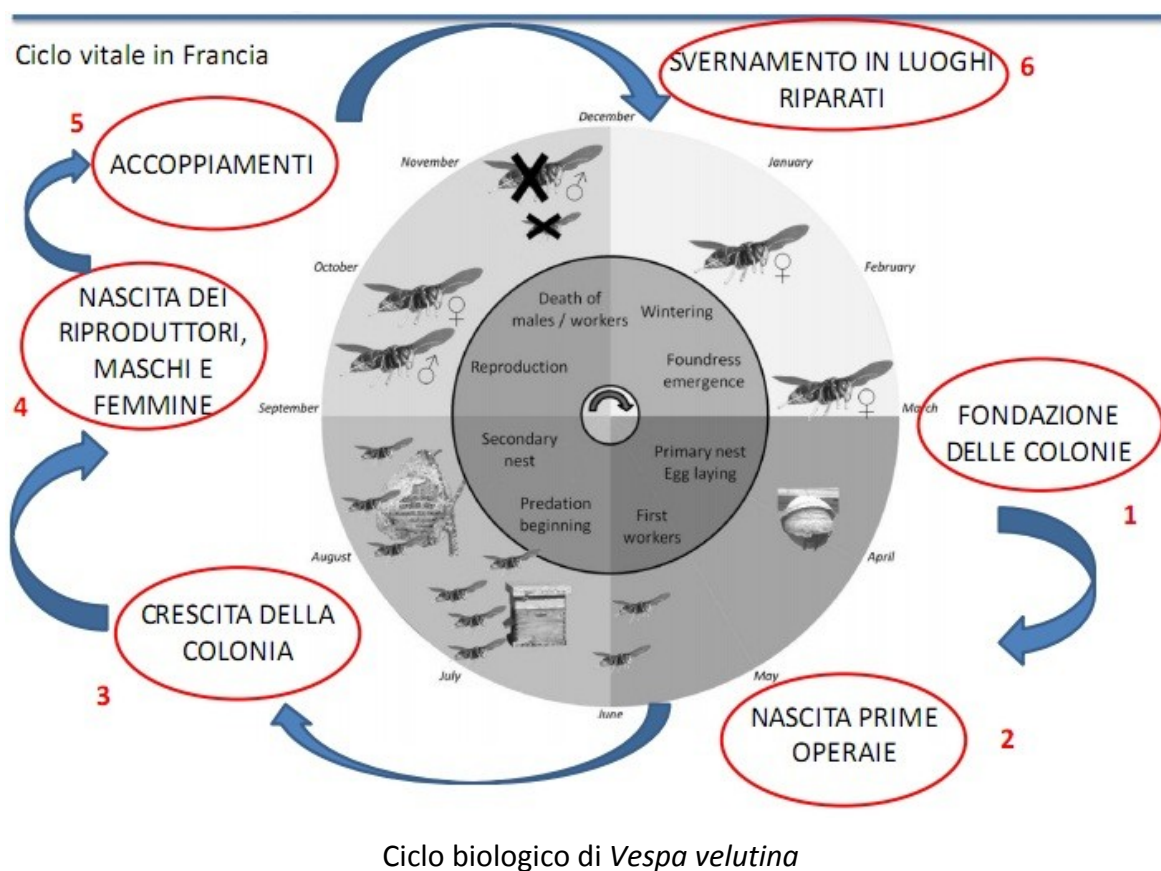 Ciclo vitale in Francia
SVERNAMENTO IN LUOGHI
RIPARATI
6
5
ACCOPPIAMENTI
NASCITA DEI
RIPRODUTTORI,
MASCHI E
FEMMINE
4
FONDAZIONE
DELLE COLONIE
1
CRESCITA DELLA
COLONIA
3
NASCITA PRIME
OPERAIE
2
December
January
February
March
April
May
June
July
August
September
October
November
Death of
males / workers
Wintering
Reproduction
Foundress
emergence
Secondary
nest
Primary nest
Egg laying
Predation
beginning
First
workers
Ciclo biologico di Vespa velutina